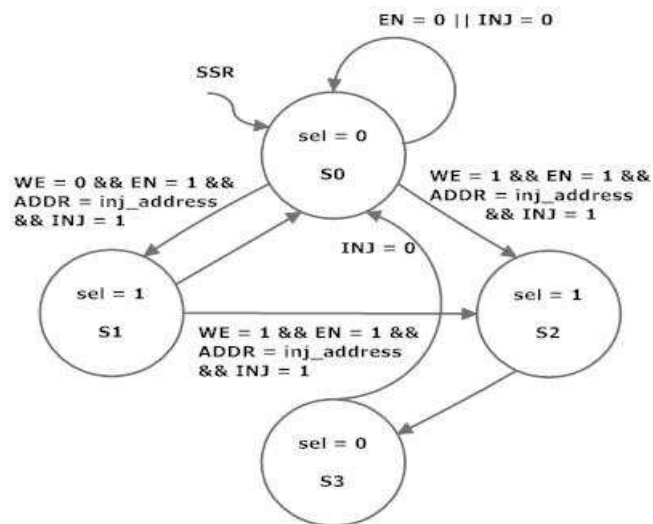 EN = 0 || INJ = 0
SSR
sel = 0
S0
WE = 0 && EN = 1 &&
ADDR = inj_address
&& INJ = 1
WE = 1 && EN = 1 &&
ADDR = inj_address
&& INJ = 1
INJ = 0
sel = 1
S1
sel = 1
S2
WE = 1 && EN = 1 &&
ADDR = inj_address
&& INJ = 1
sel = 0
S3